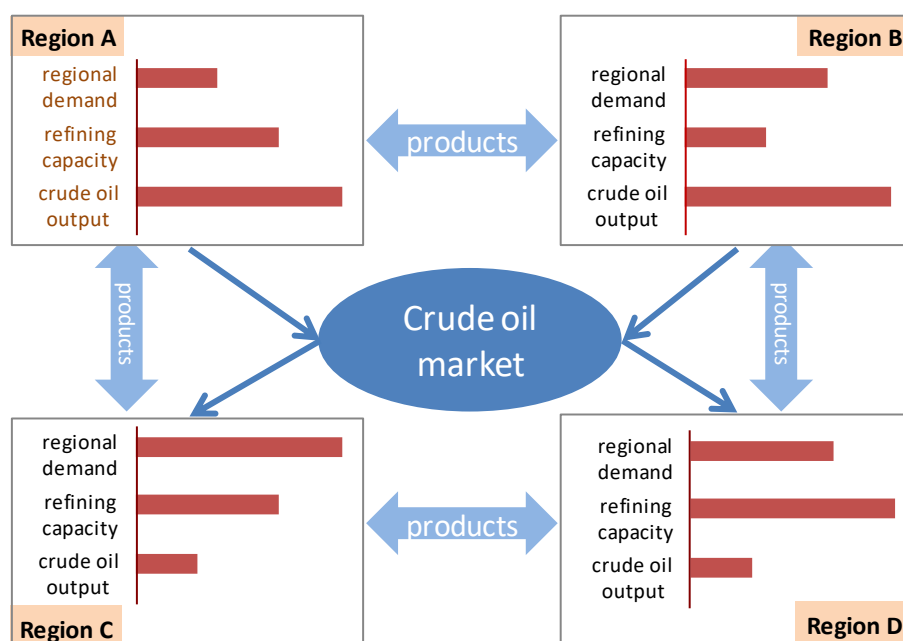 Region A
regional
demand
refining
capacity
crude oil
output
products
Region B
regional
demand
refining
capacity
crude oil
output
products
Crude oil
market
products
regional
demand
refining
capacity
crude oil
output
Region C
products
regional
demand
refining
capacity
crude oil
output
Region D